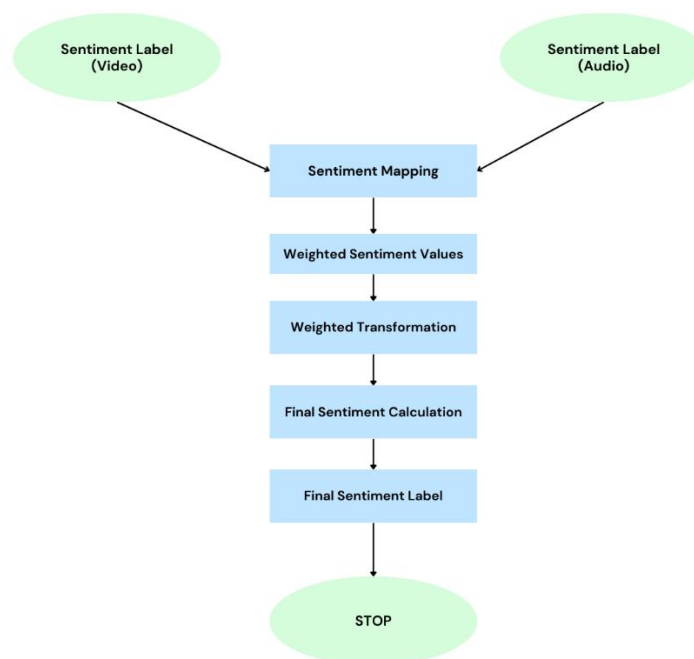 Sentiment Label
(Video)
Sentiment Label
(Audio)
Sentiment Mapping
Weighted Sentiment Values
Weighted Transformation
Final Sentiment Calculation
Final Sentiment Label
STOP